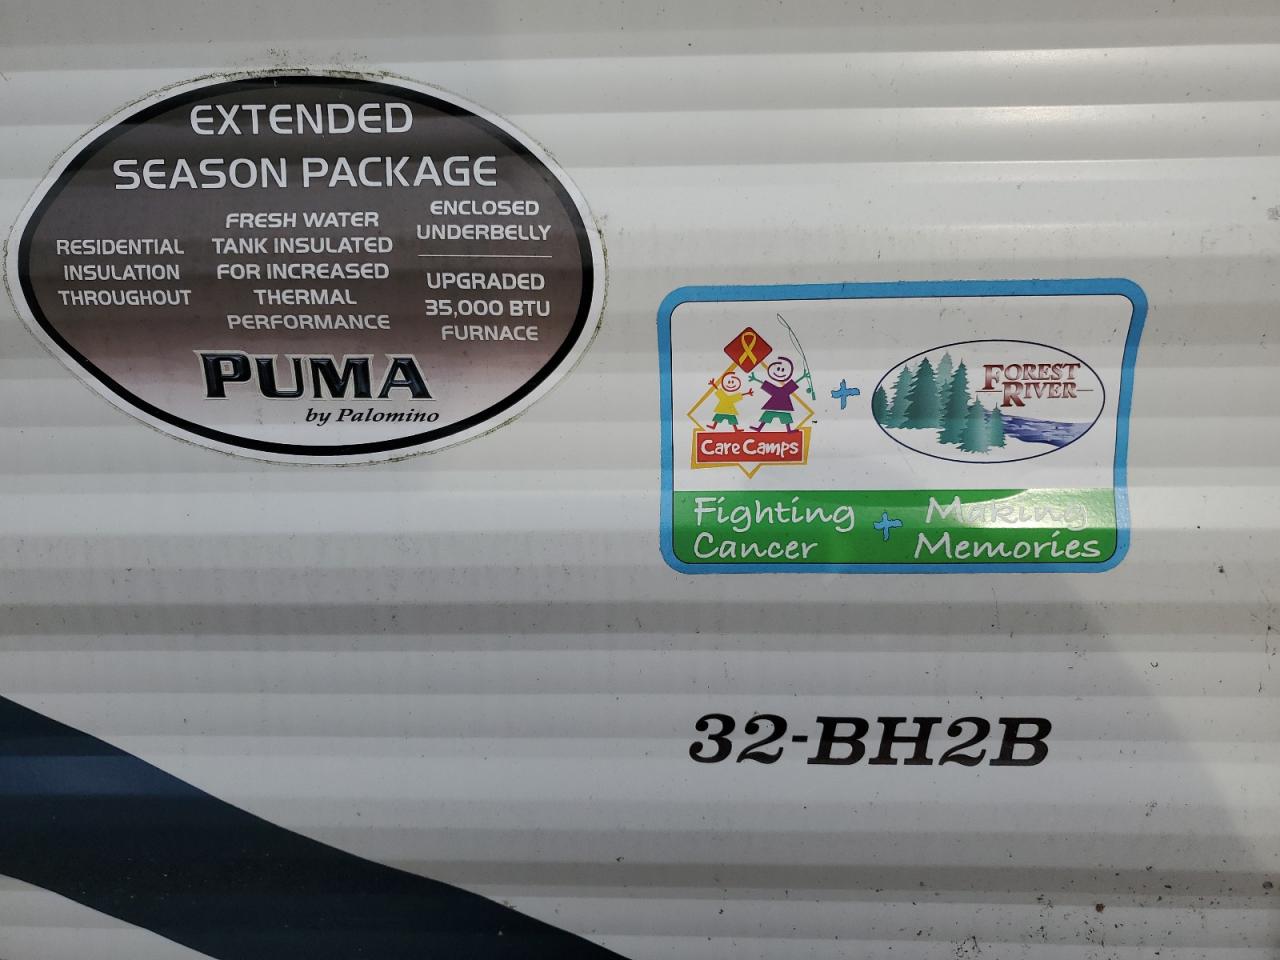 EXTENDED
SEASON PACKAGE
RESIDENTIAL
INSULATION
THROUGHOUT
FRESH WATER
TANK INSULATED
FOR INCREASED
THERMAL
PERFORMANCE
ENCLOSED
UNDERBELLY
UPGRADED
35,000 BTU
FURNACE
PUMA
by Palomino
Care Camps
+
FOREST
RIVER
Fighting + Making
Cancer Memories
32-BH2B